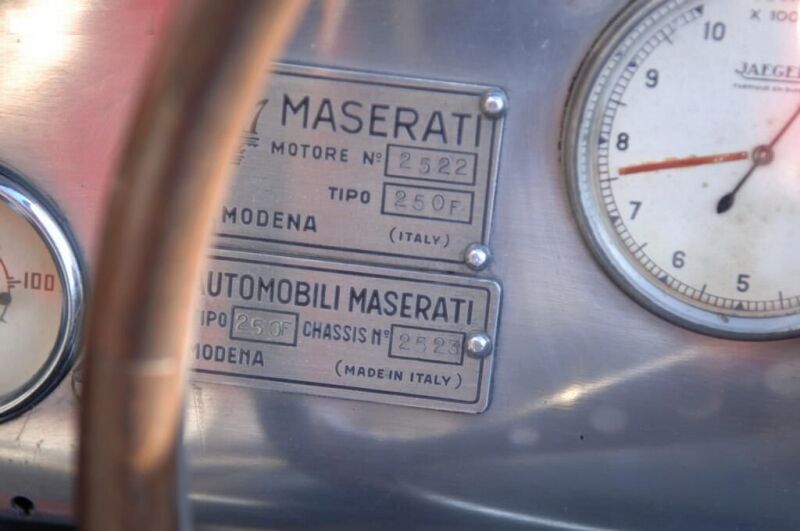 MASERATI
MOTORE Nº 2522
TIPO 250F.
MODENA
(ITALY)
AUTOMOBILI MASERATI
TIPO 250F CHASSIS Nº 2523
MODENA
(MADE IN ITALY)
100
X 100
JAEGER
10
9
8
7
6
5